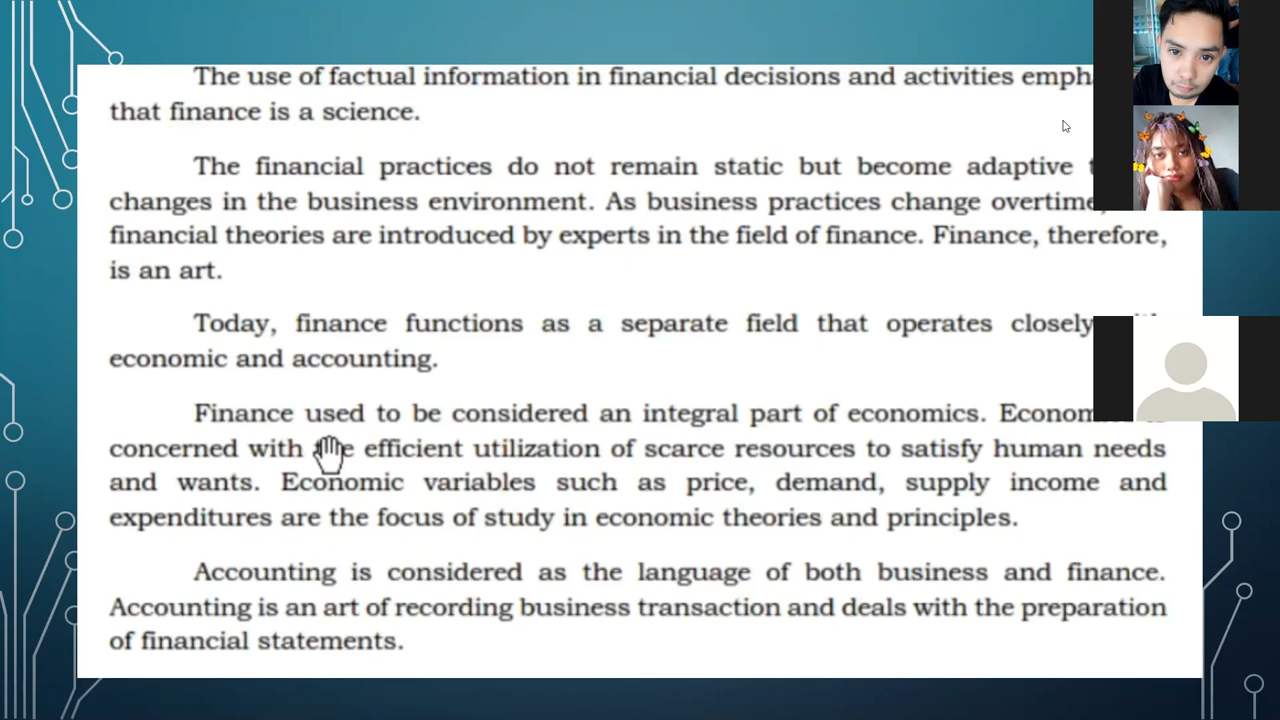 The use of factual information in financial decisions and activities
that finance is a science.
The financial practices do not remain static but become adaptive
changes in the business environment. As business practices change overtime,
financial theories are introduced by experts in the field of finance. Finance, therefore,
is an art.
Today, finance functions as a separate field that operates closely
economic and accounting.
Finance used to be considered an integral part of economics.
concerned with efficient utilization of scarce resources to satisfy human needs
and wants. Economic variables such as price, demand, supply income and
expenditures are the focus of study in economic theories and principles.
Accounting is considered as the language of both business and finance.
Accounting is an art of recording business transaction and deals with the preparation
of financial statements.